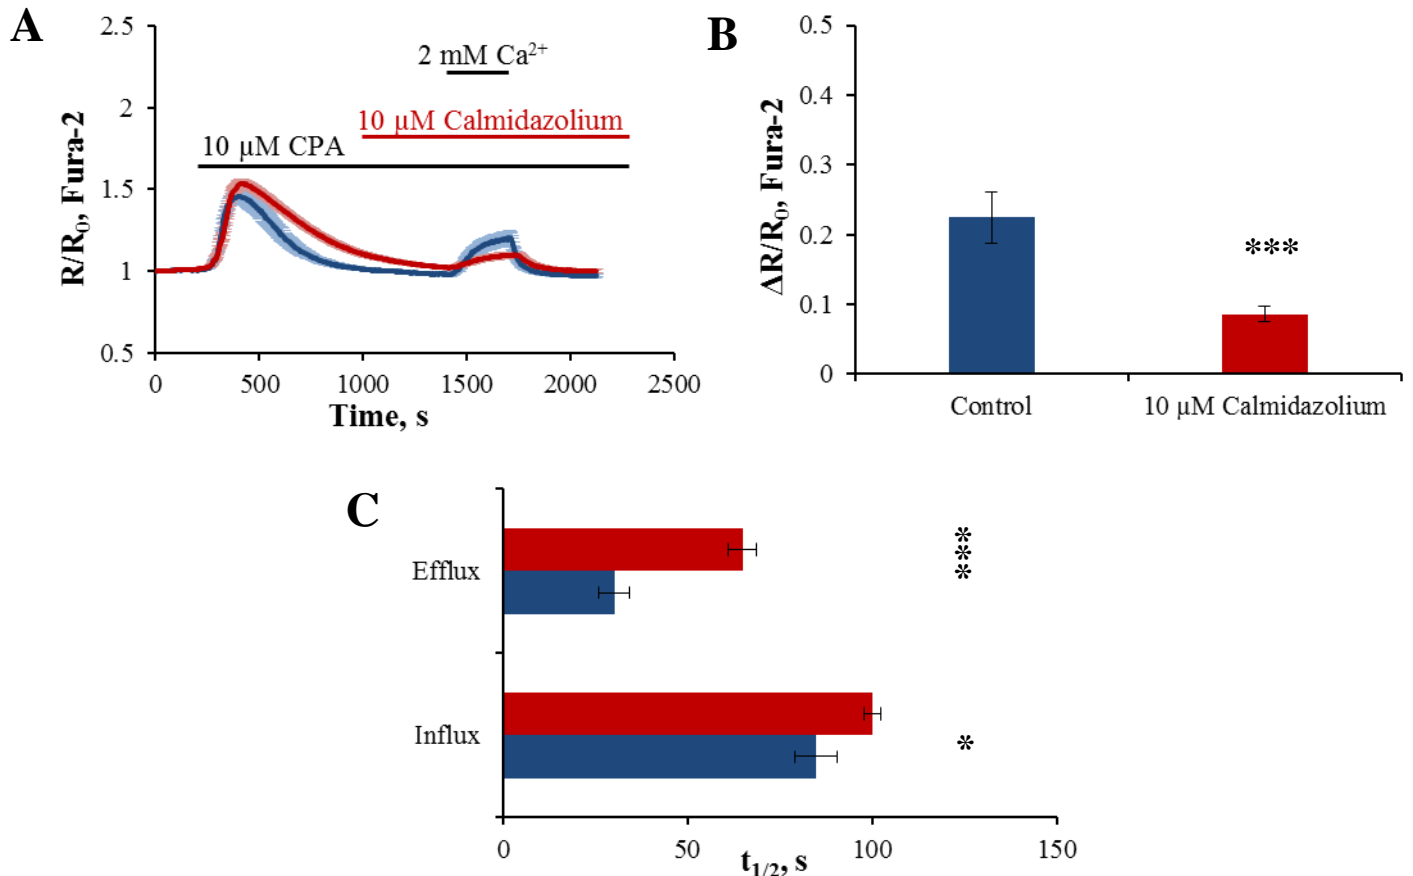 A
2.5
2
1.5
1
0.5
R/R₀, Fura-2
2 mM Ca²⁺
10 µM Calmidazolium
10 µM CPA
0 500 1000 1500 2000 2500
Time, s
B
0.5
0.4
0.3
0.2
0.1
0
ΔR/R₀, Fura-2
***
Control 10 µM Calmidazolium
C
Efflux
***
Influx
*
0 50 100 150
t₁/₂, s